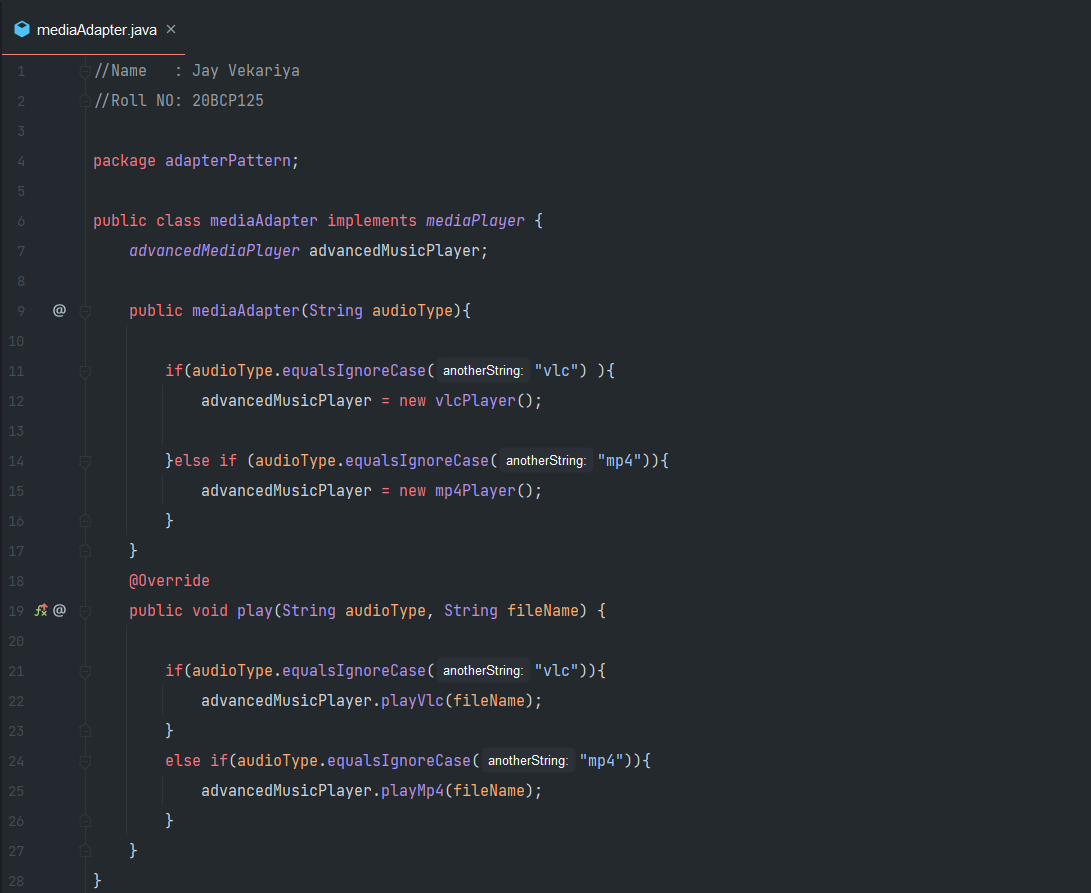 mediaAdapter.java ×
1 //Name   : Jay Vekariya
2 //Roll NO: 20BCP125
3
4 package adapterPattern;
5
6 public class mediaAdapter implements mediaPlayer {
7     advancedMediaPlayer advancedMusicPlayer;
8
9 @     public mediaAdapter(String audioType){
10
11         if(audioType.equalsIgnoreCase( anotherString: "vlc") ){
12             advancedMusicPlayer = new vlcPlayer();
13
14         }else if (audioType.equalsIgnoreCase( anotherString: "mp4")){
15             advancedMusicPlayer = new mp4Player();
16         }
17     }
18     @Override
19 @     public void play(String audioType, String fileName) {
20
21         if(audioType.equalsIgnoreCase( anotherString: "vlc")){
22             advancedMusicPlayer.playVlc(fileName);
23         }
24         else if(audioType.equalsIgnoreCase( anotherString: "mp4")){
25             advancedMusicPlayer.playMp4(fileName);
26         }
27     }
28 }